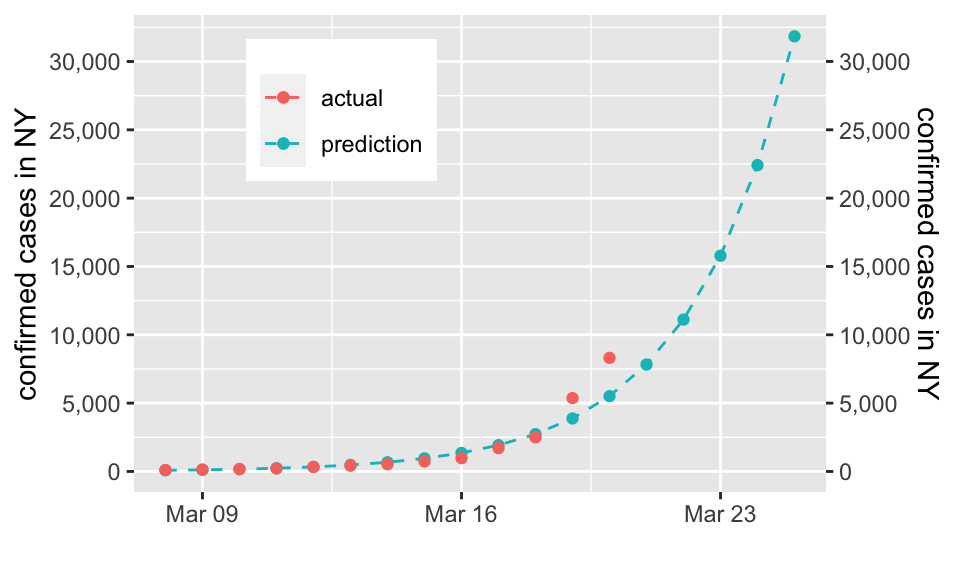 confirmed cases in NY
30,000
25,000
20,000
15,000
10,000
5,000
0
actual
prediction
30,000
25,000
20,000
15,000
10,000
5,000
0
confirmed cases in NY
Mar 09
Mar 16
Mar 23